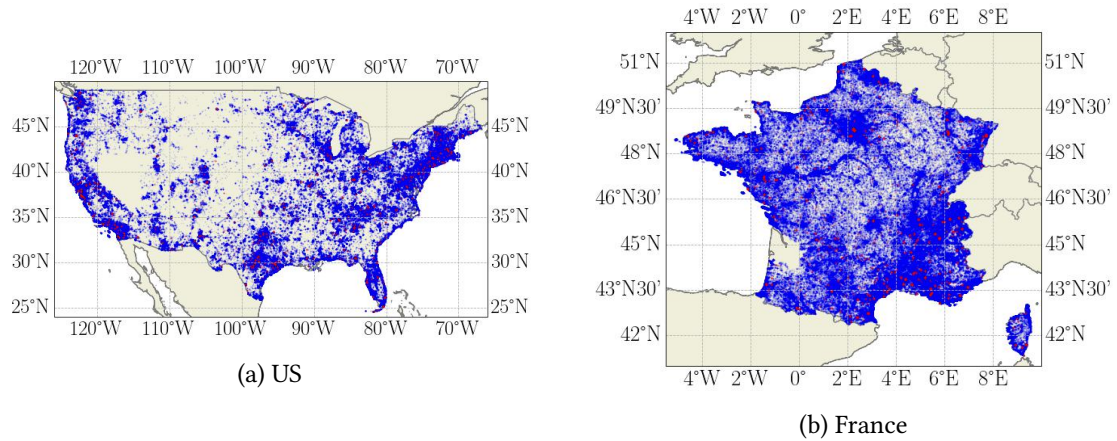 120°W 110°W 100°W 90°W 80°W 70°W
45°N 45°N
40°N 40°N
35°N 35°N
30°N 30°N
25°N 25°N
120°W 110°W 100°W 90°W 80°W 70°W
(a) US
4°W 2°W 0° 2°E 4°E 6°E 8°E
51°N 51°N
49°N30' 49°N30'
48°N 48°N
46°N30' 46°N30'
45°N 45°N
43°N30' 43°N30'
42°N 42°N
4°W 2°W 0° 2°E 4°E 6°E 8°E
(b) France